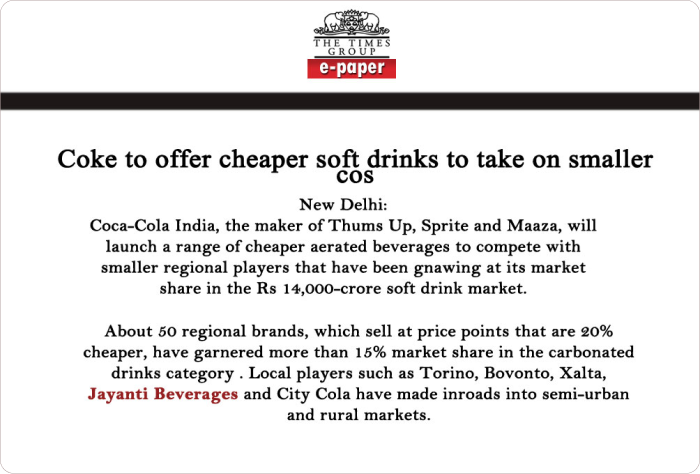 THE TIMES
GROUP
e-paper
Coke to offer cheaper soft drinks to take on smaller
cos
New Delhi:
Coca-Cola India, the maker of Thums Up, Sprite and Maaza, will
launch a range of cheaper aerated beverages to compete with
smaller regional players that have been gnawing at its market
share in the Rs 14,000-crore soft drink market.
About 50 regional brands, which sell at price points that are 20%
cheaper, have garnered more than 15% market share in the carbonated
drinks category . Local players such as Torino, Bovonto, Xalta,
Jayanti Beverages and City Cola have made inroads into semi-urban
and rural markets.